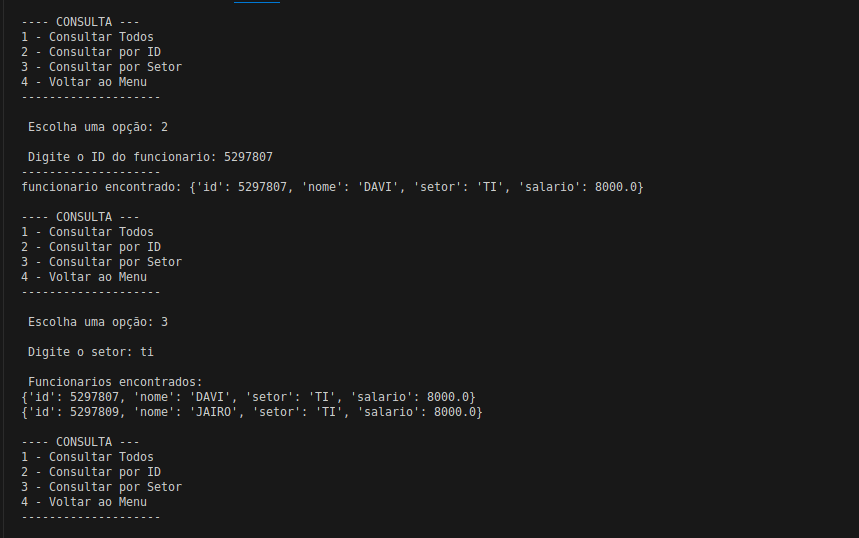 ---- CONSULTA ---
1 - Consultar Todos
2 - Consultar por ID
3 - Consultar por Setor
4 - Voltar ao Menu
--------------------
Escolha uma opção: 2
Digite o ID do funcionario: 5297807
--------------------
funcionario encontrado: {'id': 5297807, 'nome': 'DAVI', 'setor': 'TI', 'salario': 8000.0}
---- CONSULTA ---
1 - Consultar Todos
2 - Consultar por ID
3 - Consultar por Setor
4 - Voltar ao Menu
--------------------
Escolha uma opção: 3
Digite o setor: ti
Funcionarios encontrados:
{'id': 5297807, 'nome': 'DAVI', 'setor': 'TI', 'salario': 8000.0}
{'id': 5297809, 'nome': 'JAIRO', 'setor': 'TI', 'salario': 8000.0}
---- CONSULTA ---
1 - Consultar Todos
2 - Consultar por ID
3 - Consultar por Setor
4 - Voltar ao Menu
--------------------